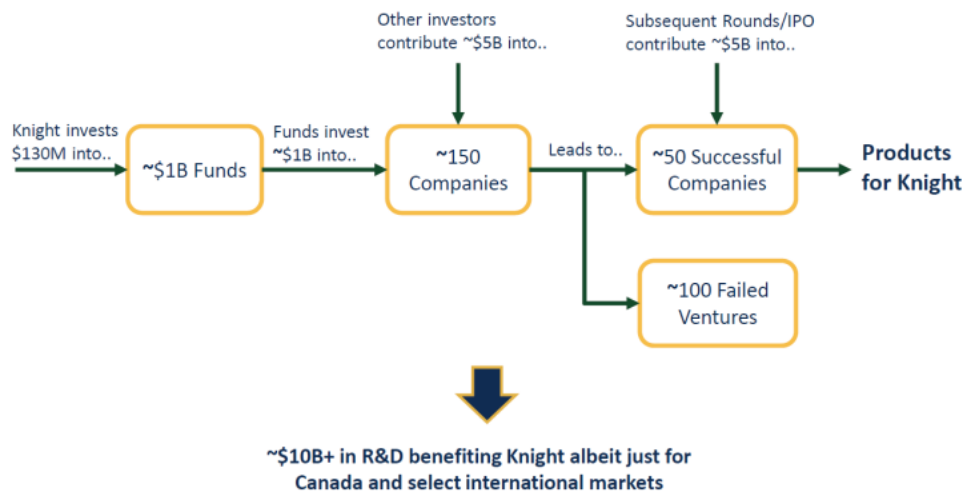 Other investors
contribute ~$5B into..
Subsequent Rounds/IPO
contribute ~$5B into..
Knight invests
$130M into..
~$1B Funds
Funds invest
~$1B into..
~150
Companies
Leads to..
~50 Successful
Companies
Products
for Knight
~100 Failed
Ventures
~$10B+ in R&D benefiting Knight albeit just for
Canada and select international markets